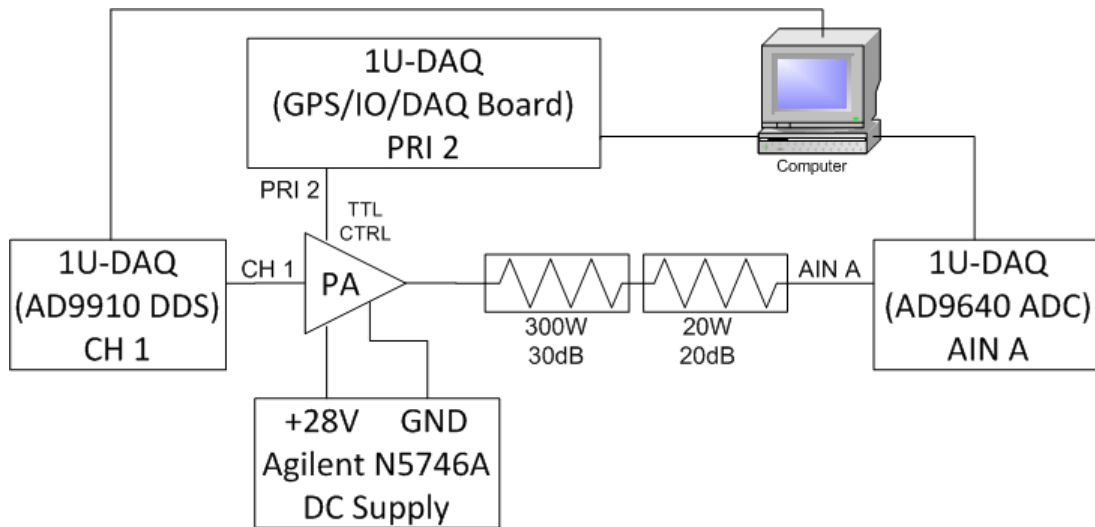 1U-DAQ
(GPS/IO/DAQ Board)
PRI 2
Computer
PRI 2
TTL
CTRL
1U-DAQ
(AD9910 DDS)
CH 1
CH 1
PA
300W
30dB
20W
20dB
AIN A
1U-DAQ
(AD9640 ADC)
AIN A
+28V GND
Agilent N5746A
DC Supply